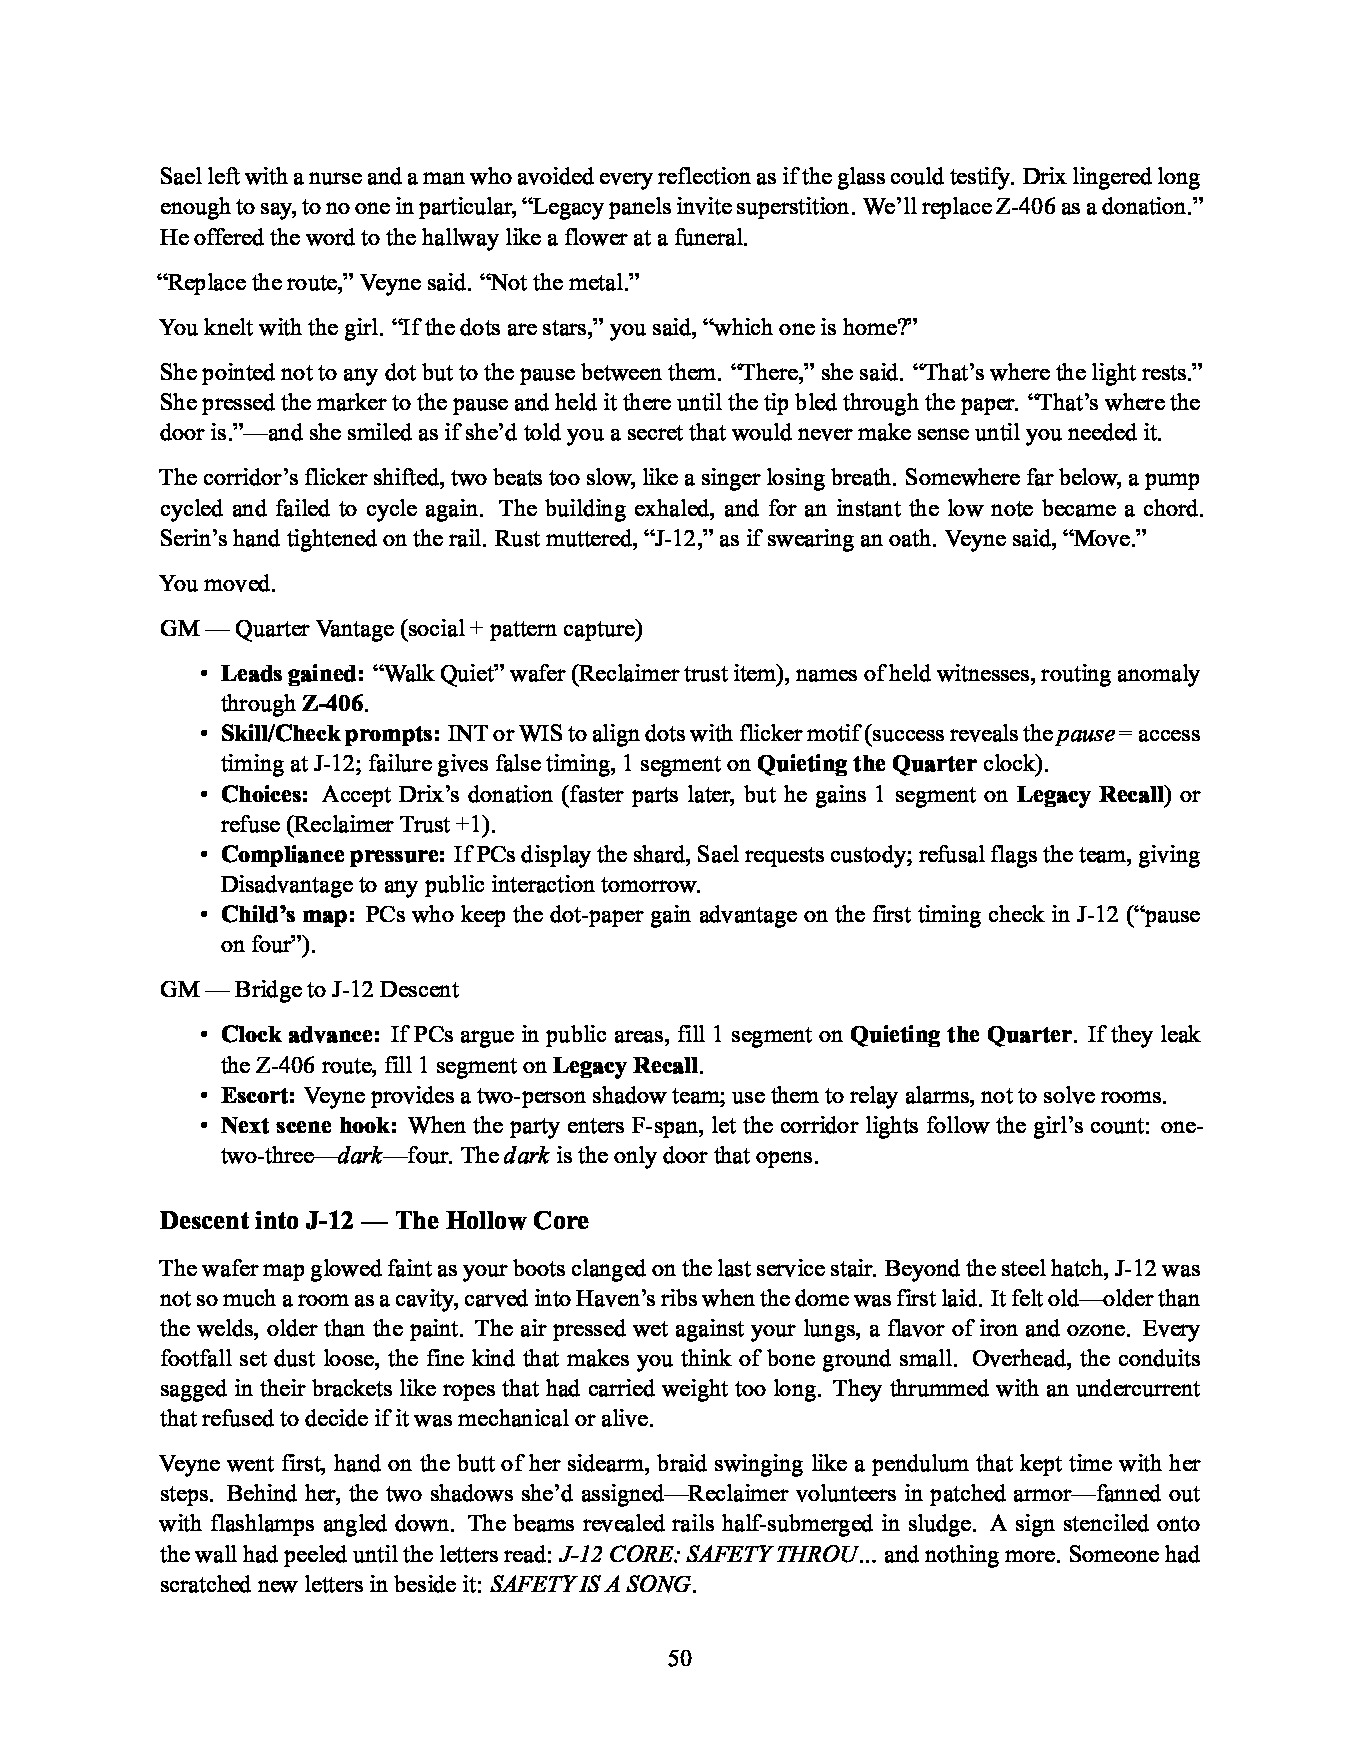 Sael left with a nurse and a man who avoided every reflection as if the glass could testify. Drix lingered long
enough to say, to no one in particular, “Legacy panels invite superstition. We’ll replace Z-406 as a donation.”
He offered the word to the hallway like a flower at a funeral.
“Replace the route,” Veyne said. “Not the metal.”
You knelt with the girl. “If the dots are stars,” you said, “which one is home?”
She pointed not to any dot but to the pause between them. “There,” she said. “That’s where the light rests.”
She pressed the marker to the pause and held it there until the tip bled through the paper. “That’s where the
door is.”—and she smiled as if she’d told you a secret that would never make sense until you needed it.
The corridor’s flicker shifted, two beats too slow, like a singer losing breath. Somewhere far below, a pump
cycled and failed to cycle again. The building exhaled, and for an instant the low note became a chord.
Serin’s hand tightened on the rail. Rust muttered, “J-12,” as if swearing an oath. Veyne said, “Move.”
You moved.
GM — Quarter Vantage (social + pattern capture)
• Leads gained: “Walk Quiet” wafer (Reclaimer trust item), names of held witnesses, routing anomaly
through Z-406.
• Skill/Check prompts: INT or WIS to align dots with flicker motif (success reveals the pause = access
timing at J-12; failure gives false timing, 1 segment on Quieting the Quarter clock).
• Choices: Accept Drix’s donation (faster parts later, but he gains 1 segment on Legacy Recall) or
refuse (Reclaimer Trust +1).
• Compliance pressure: If PCs display the shard, Sael requests custody; refusal flags the team, giving
Disadvantage to any public interaction tomorrow.
• Child’s map: PCs who keep the dot-paper gain advantage on the first timing check in J-12 (“pause
on four”).
GM — Bridge to J-12 Descent
• Clock advance: If PCs argue in public areas, fill 1 segment on Quieting the Quarter. If they leak
the Z-406 route, fill 1 segment on Legacy Recall.
• Escort: Veyne provides a two-person shadow team; use them to relay alarms, not to solve rooms.
• Next scene hook: When the party enters F-span, let the corridor lights follow the girl’s count: one-
two-three—dark—four. The dark is the only door that opens.
Descent into J-12 — The Hollow Core
The wafer map glowed faint as your boots clanged on the last service stair. Beyond the steel hatch, J-12 was
not so much a room as a cavity, carved into Haven’s ribs when the dome was first laid. It felt old—older than
the welds, older than the paint. The air pressed wet against your lungs, a flavor of iron and ozone. Every
footfall set dust loose, the fine kind that makes you think of bone ground small. Overhead, the conduits
sagged in their brackets like ropes that had carried weight too long. They thrummed with an undercurrent
that refused to decide if it was mechanical or alive.
Veyne went first, hand on the butt of her sidearm, braid swinging like a pendulum that kept time with her
steps. Behind her, the two shadows she’d assigned—Reclaimer volunteers in patched armor—fanned out
with flashlamps angled down. The beams revealed rails half-submerged in sludge. A sign stenciled onto
the wall had peeled until the letters read: J-12 CORE: SAFETY THROU... and nothing more. Someone had
scratched new letters in beside it: SAFETY IS A SONG.
50